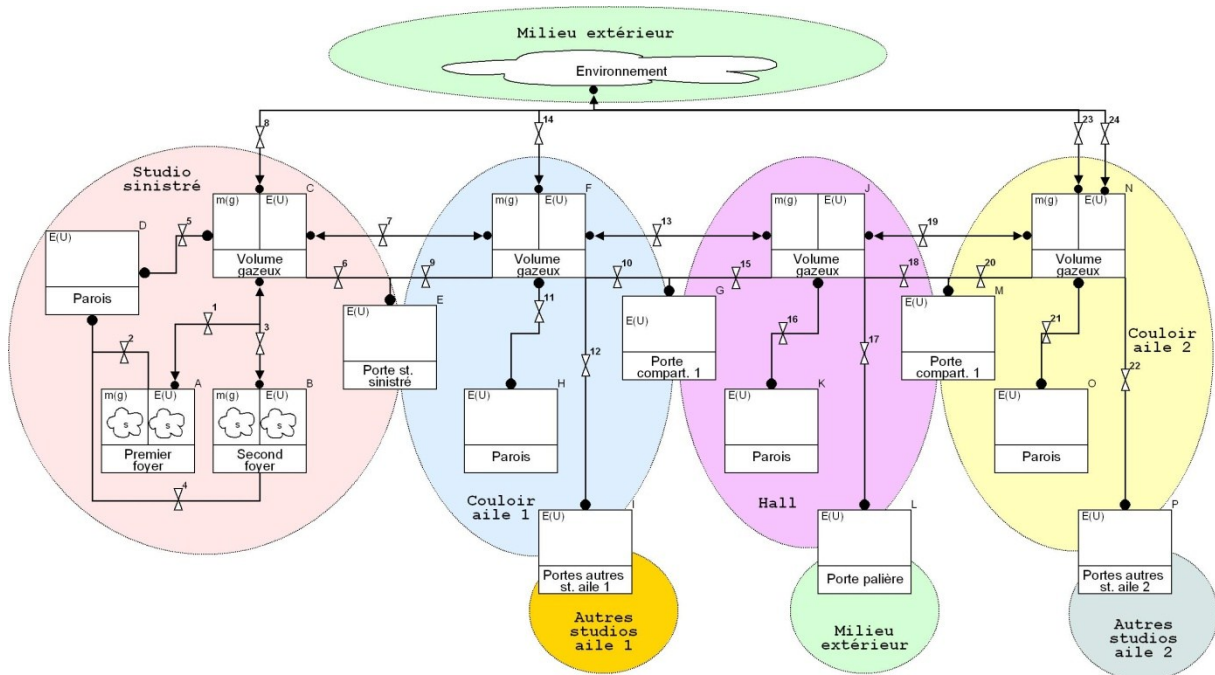 Milieu extérieur
Environnement
8
14
23
24
Studio
sinistré
C
F
J
N
m(g)
E(U)
m(g)
E(U)
m(g)
E(U)
m(g)
E(U)
D
5
7
13
19
E(U)
Volume
gazeux
Volume
gazeux
Volume
gazeux
Volume
gazeux
Parois
6
9
10
15
18
20
E
G
M
E(U)
E(U)
E(U)
E(U)
1
2
3
11
12
16
17
21
22
Couloir
aile 2
Porte st.
sinistré
Porte
compart. 1
Porte
compart. 1
A
B
H
K
O
m(g)
E(U)
m(g)
E(U)
E(U)
E(U)
E(U)
s
s
s
s
Premier
foyer
Second
foyer
Parois
Parois
Parois
4
Couloir
aile 1
Hall
I
L
P
E(U)
E(U)
E(U)
Portes autres
st. aile 1
Porte palière
Portes autres
st. aile 2
Autres
studios
aile 1
Milieu
extérieur
Autres
studios
aile 2